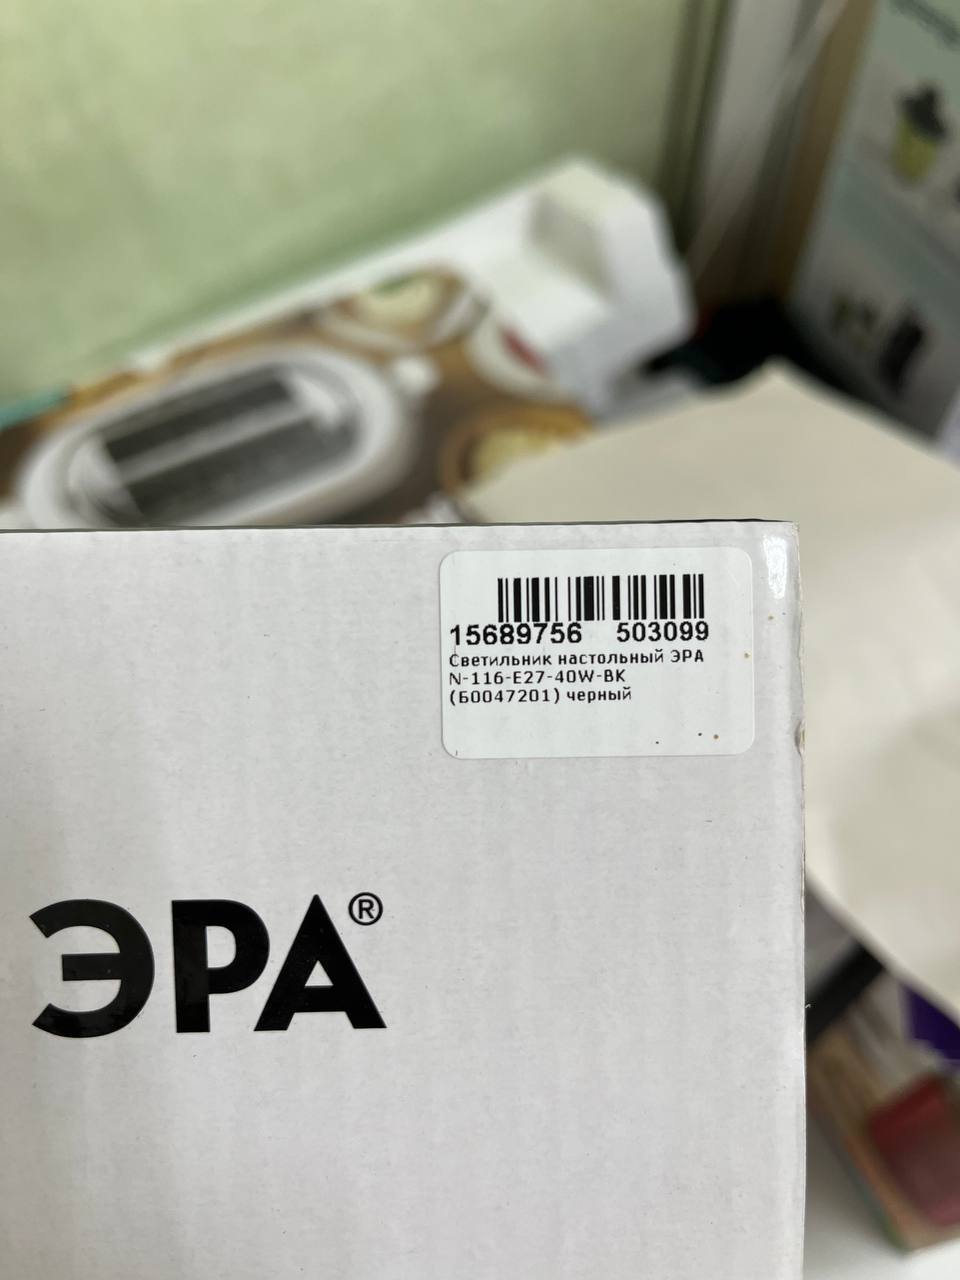 15689756 503099
Светильник настольный ЭРА
N-116-E27-40W-BK
(Б0047201) черный
ЭРА®